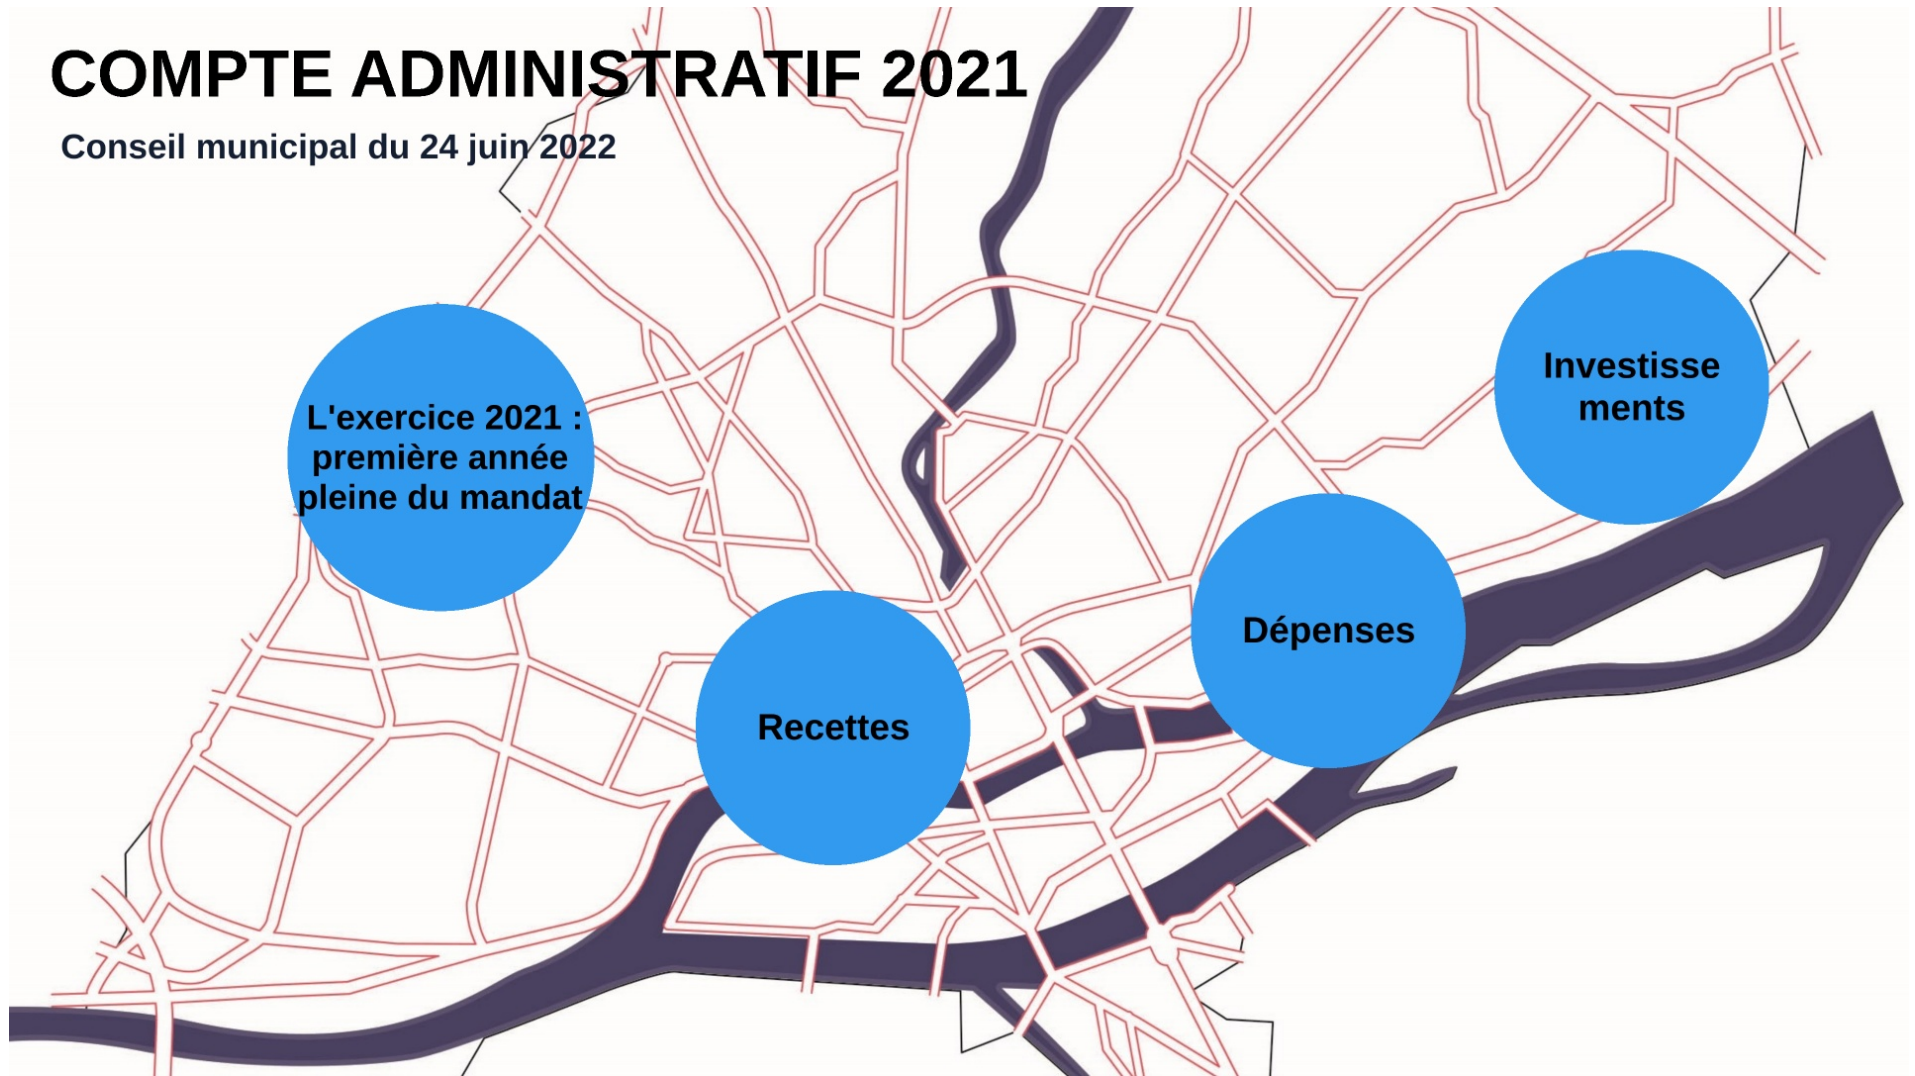 COMPTE ADMINISTRATIF 2021
Conseil municipal du 24 juin 2022
L'exercice 2021 :
première année
pleine du mandat
Recettes
Dépenses
Investisse
ments